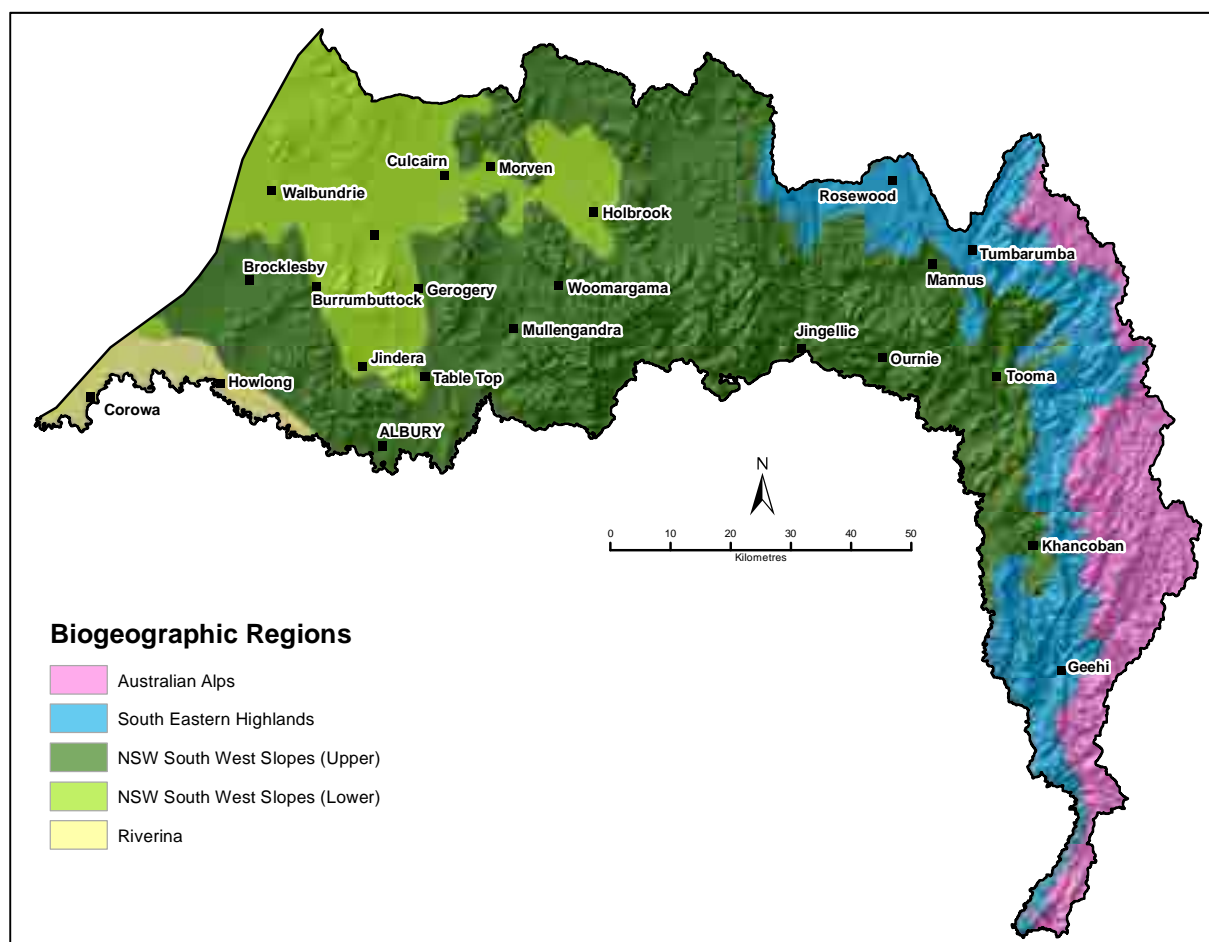 Culcairn
Morven
Walbundrie
Rosewood
Holbrook
Tumbarumba
Brocklesby
Mannus
Burrumbuttock
Gerogery
Woomargama
Mullengandra
Jingellic
Jindera
Ournie
Howlong
Table Top
Tooma
Corowa
ALBURY
N
0 10 20 30 40 50
Kilometres
Khancoban
Biogeographic Regions
Geehi
Australian Alps
South Eastern Highlands
NSW South West Slopes (Upper)
NSW South West Slopes (Lower)
Riverina